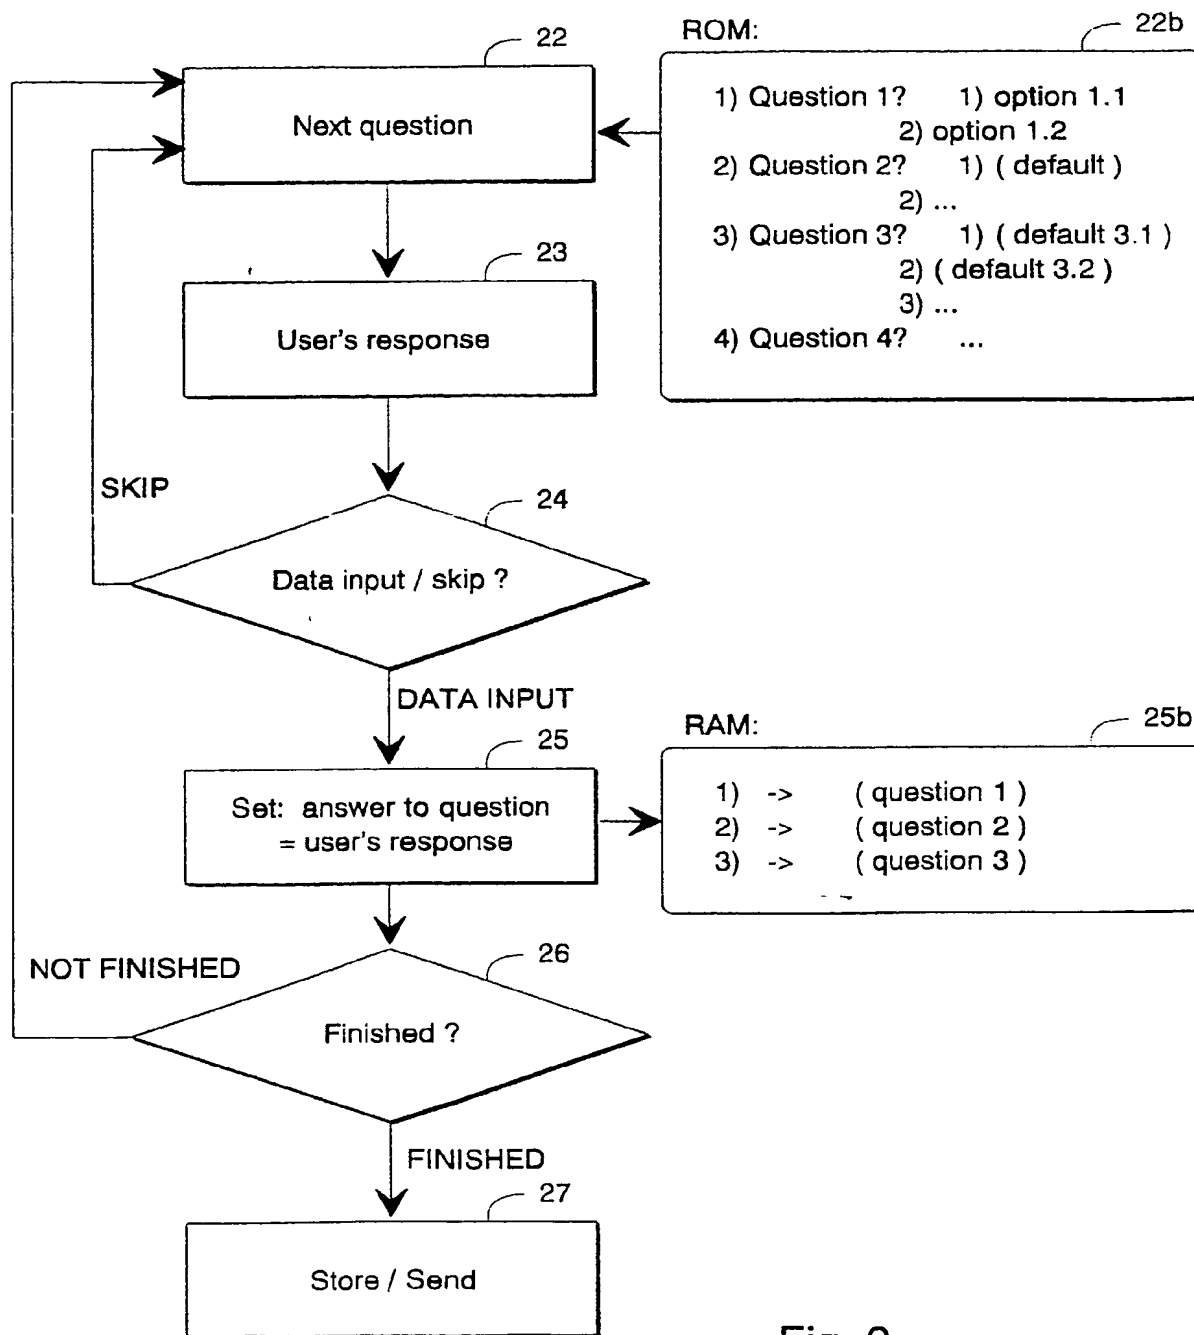 22
Next question
ROM:
22b
1) Question 1? 1) option 1.1
2) option 1.2
2) Question 2? 1) ( default )
2) ...
3) Question 3? 1) ( default 3.1 )
2) ( default 3.2 )
3) ...
4) Question 4? ...
23
User's response
SKIP
24
Data input / skip ?
DATA INPUT
25
Set: answer to question
= user's response
RAM:
25b
1) -> ( question 1 )
2) -> ( question 2 )
3) -> ( question 3 )
NOT FINISHED
26
Finished ?
FINISHED
27
Store / Send